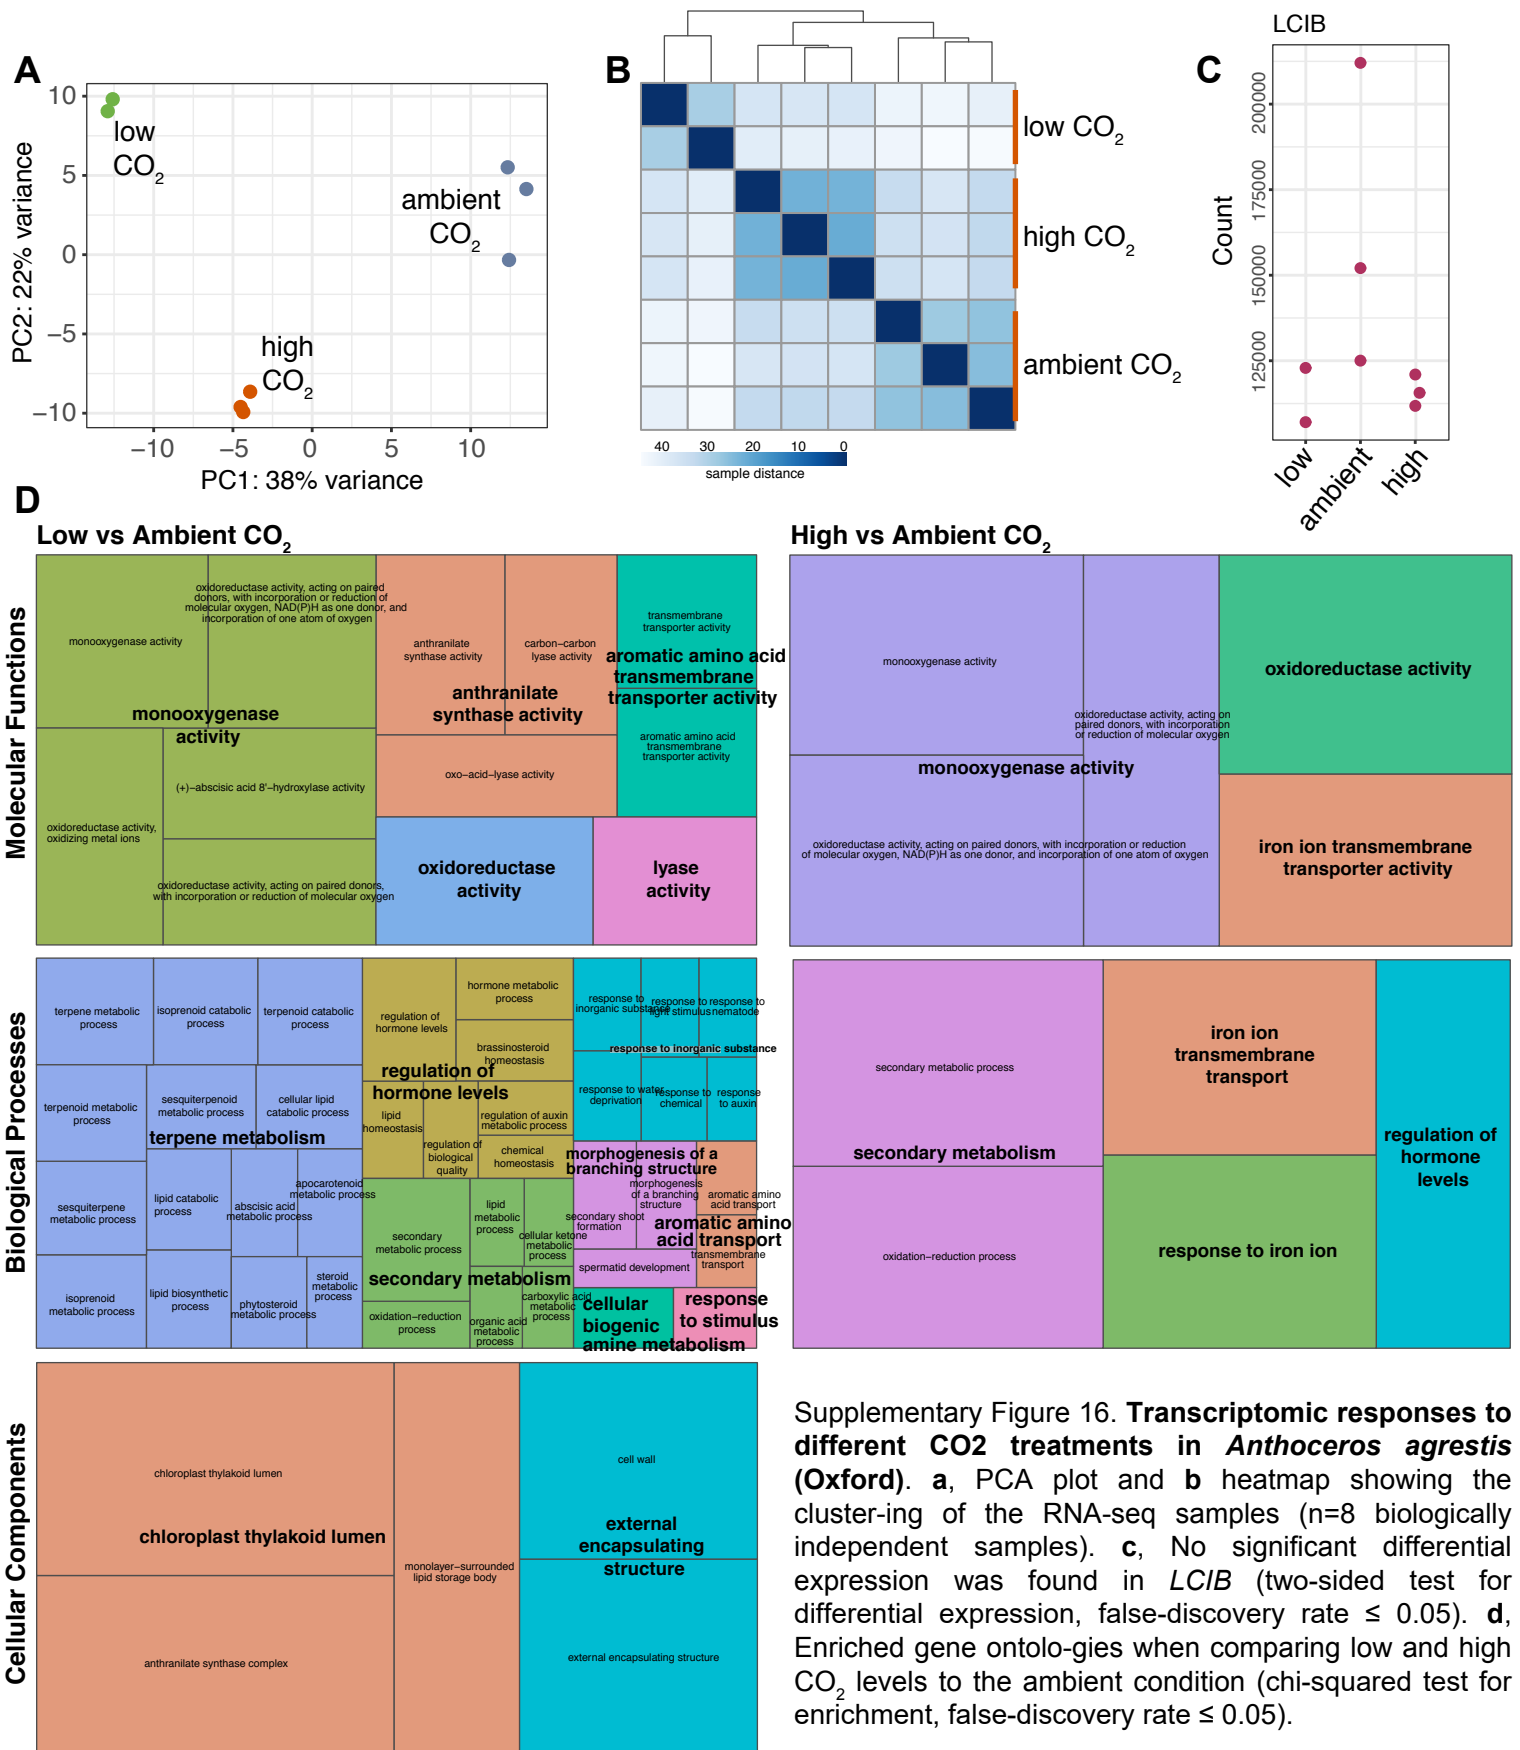 A
10
5
0
−5
−10
PC2: 22% variance
low
CO2
ambient
CO2
high
CO2
−10
−5
0
5
10
PC1: 38% variance
B
low CO2
high CO2
ambient CO2
40
30
20
10
0
sample distance
C
LCIB
200000
175000
150000
125000
Count
low
ambient
high
D
Low vs Ambient CO2
Molecular Functions
monooxygenase activity
oxidoreductase activity, acting on paired
donors, with incorporation or reduction of
molecular oxygen, NAD(P)H as one donor, and
incorporation of one atom of oxygen
monooxygenase
activity
oxidoreductase activity,
oxidizing metal ions
(+)−abscisic acid 8'−hydroxylase activity
oxidoreductase activity, acting on paired donors,
with incorporation or reduction of molecular oxygen
anthranilate
synthase activity
carbon−carbon
lyase activity
anthranilate
synthase activity
oxo−acid−lyase activity
transmembrane
transporter activity
aromatic amino acid
transmembrane
transporter activity
aromatic amino acid
transmembrane
transporter activity
oxidoreductase
activity
lyase
activity
High vs Ambient CO2
monooxygenase activity
oxidoreductase activity, acting on
paired donors, with incorporation
or reduction of molecular oxygen
monooxygenase activity
oxidoreductase activity, acting on paired donors, with incorporation or reduction
of molecular oxygen, NAD(P)H as one donor, and incorporation of one atom of oxygen
oxidoreductase activity
iron ion transmembrane
transporter activity
Biological Processes
terpene metabolic
process
isoprenoid catabolic
process
terpenoid catabolic
process
terpenoid metabolic
process
sesquiterpenoid
metabolic process
cellular lipid
catabolic process
terpene metabolism
sesquiterpene
metabolic process
lipid catabolic
process
abscisic acid
metabolic process
apocarotenoid
metabolic process
isoprenoid
metabolic process
lipid biosynthetic
process
phytosteroid
metabolic process
steroid
metabolic
process
regulation of
hormone levels
hormone metabolic
process
brassinosteroid
homeostasis
regulation of
hormone levels
lipid
homeostasis
regulation of
biological
quality
regulation of auxin
metabolic process
chemical
homeostasis
secondary
metabolic process
lipid
metabolic
process
cellular ketone
metabolic
process
secondary metabolism
oxidation−reduction
process
organic acid
metabolic
process
carboxylic acid
metabolic
process
response to
inorganic substance
response to
light stimulus
response to
nematode
response to inorganic substance
response to water
deprivation
response to
chemical
response
to auxin
morphogenesis of a
branching structure
morphogenesis
of a branching
structure
secondary shoot
formation
spermatid development
aromatic amino
acid transport
aromatic amino
acid transport
transmembrane
transport
cellular
biogenic
amine metabolism
response
to stimulus
secondary metabolic process
secondary metabolism
oxidation−reduction process
iron ion
transmembrane
transport
response to iron ion
regulation of
hormone
levels
Cellular Components
chloroplast thylakoid lumen
chloroplast thylakoid lumen
anthranilate synthase complex
monolayer−surrounded
lipid storage body
cell wall
external
encapsulating
structure
external encapsulating structure
Supplementary Figure 16. Transcriptomic responses to
different CO2 treatments in Anthoceros agrestis
(Oxford). a, PCA plot and b heatmap showing the
cluster-ing of the RNA-seq samples (n=8 biologically
independent samples). c, No significant differential
expression was found in LCIB (two-sided test for
differential expression, false-discovery rate ≤ 0.05). d,
Enriched gene ontolo-gies when comparing low and high
CO2 levels to the ambient condition (chi-squared test for
enrichment, false-discovery rate ≤ 0.05).